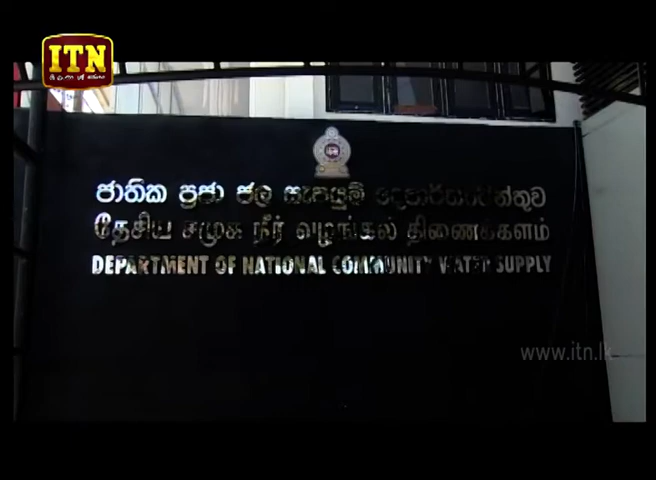 ITN
ජාතික ප්‍රජා ජල සැපයුම් දෙපාර්තමේන්තුව
தேசிய சமூக நீர் வழங்கல் திணைக்களம்
DEPARTMENT OF NATIONAL COMMUNITY WATER SUPPLY
www.itn.lk